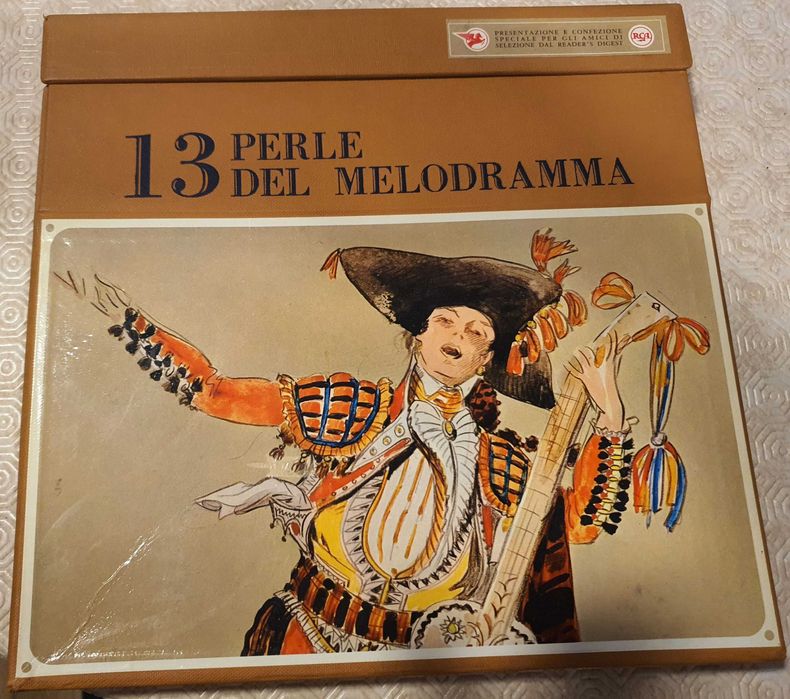 PRESENTAZIONE E CONFEZIONE
SPECIALE PER GLI AMICI DI
SELEZIONE DAL READER'S DIGEST
RCA
13 PERLE
DEL MELODRAMMA